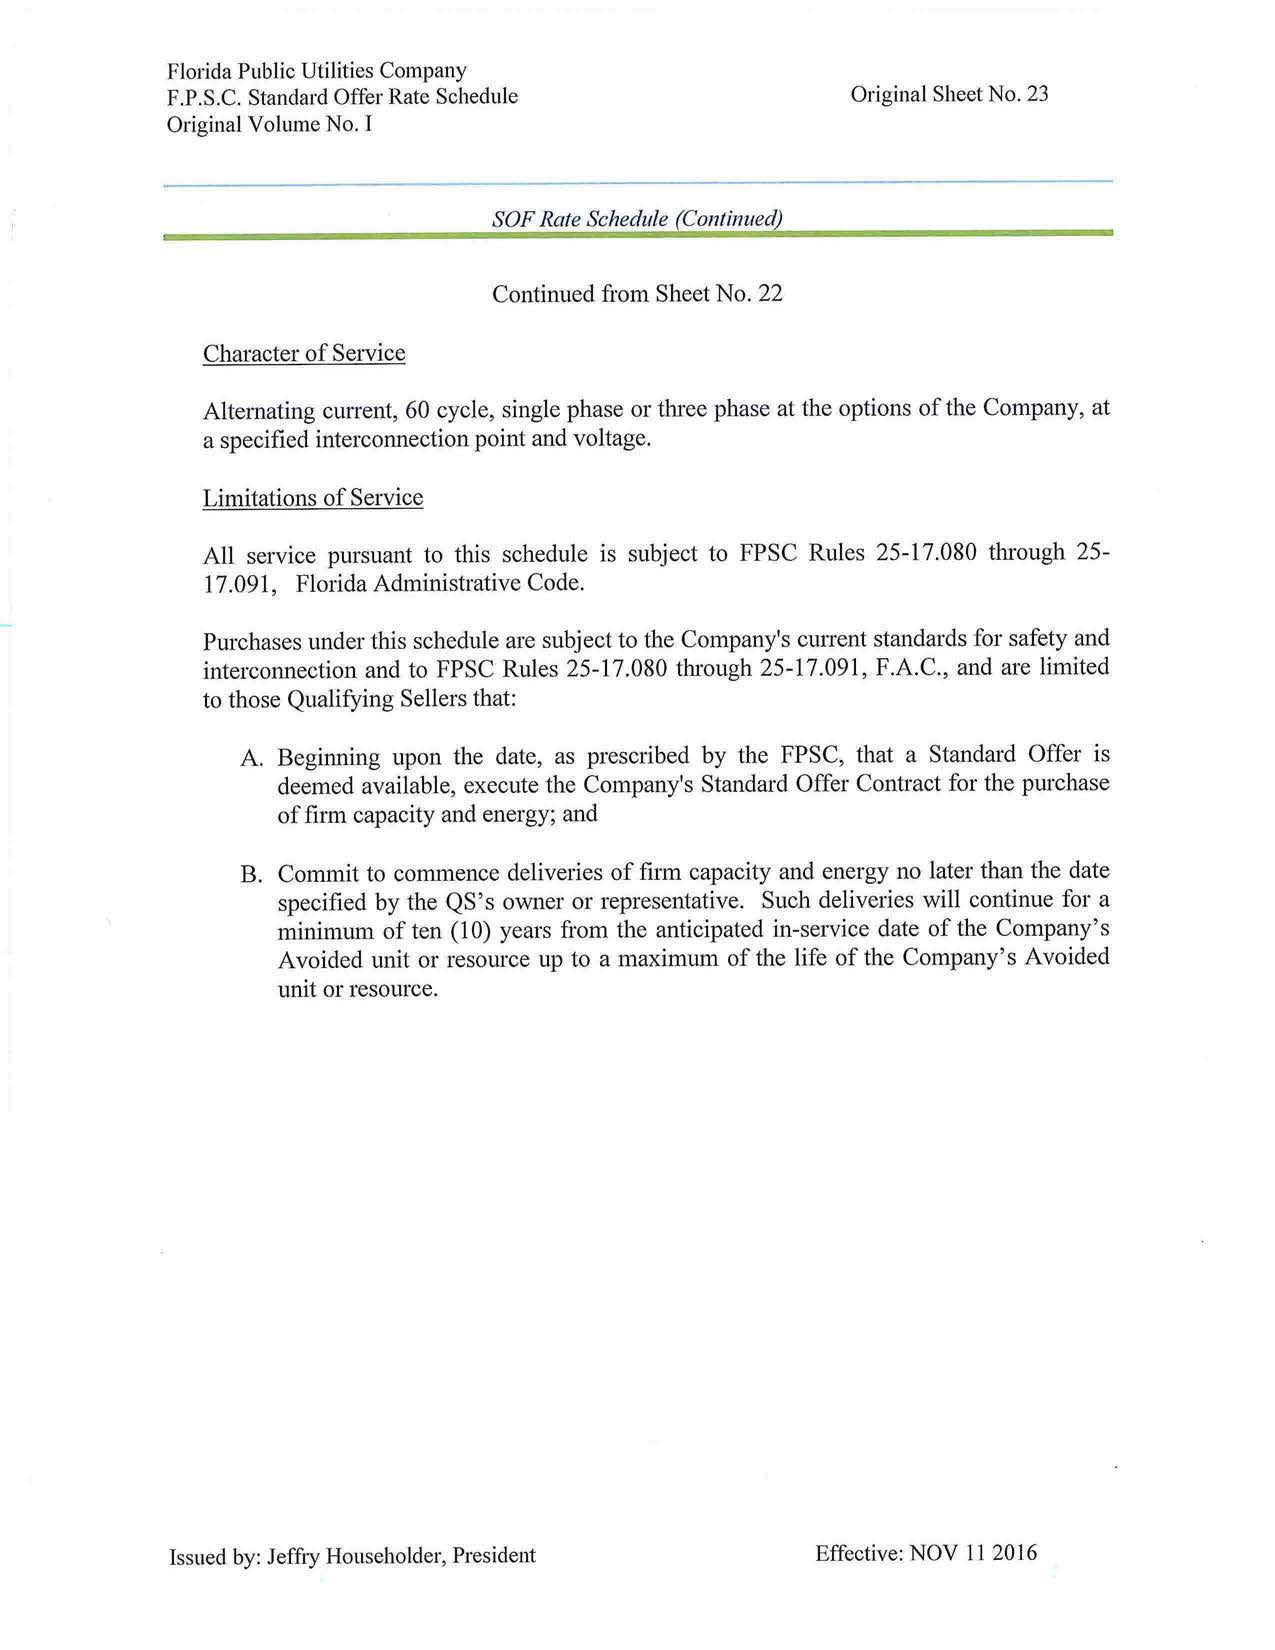 Florida Public Utilities Company
F.P.S.C. Standard Offer Rate Schedule
Original Sheet No. 23
Original Volume No. I
SOF Rate Schedule (Continued)
Continued from Sheet No. 22
Character of Service
Alternating current, 60 cycle, single phase or three phase at the options of the Company, at
a specified interconnection point and voltage.
Limitations of Service
All service pursuant to this schedule is subject to FPSC Rules 25-17.080 through 25-
17.091, Florida Administrative Code.
Purchases under this schedule are subject to the Company's current standards for safety and
interconnection and to FPSC Rules 25-17.080 through 25-17.091, F.A.C., and are limited
to those Qualifying Sellers that:
A. Beginning upon the date, as prescribed by the FPSC, that a Standard Offer is
deemed available, execute the Company's Standard Offer Contract for the purchase
of firm capacity and energy; and
B. Commit to commence deliveries of firm capacity and energy no later than the date
specified by the QS’s owner or representative. Such deliveries will continue for a
minimum of ten (10) years from the anticipated in-service date of the Company’s
Avoided unit or resource up to a maximum of the life of the Company’s Avoided
unit or resource.
Issued by: Jeffry Householder, President
Effective: NOV 11 2016